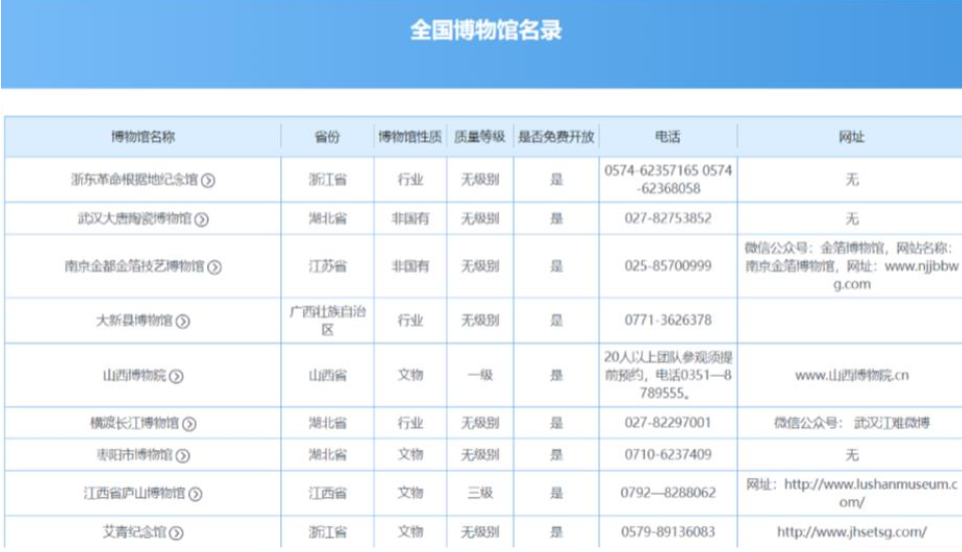 全国博物馆名录
博物馆名称 省份 博物馆性质 质量等级 是否免费开放 电话 网址
浙东革命根据地纪念馆 浙江省 行业 无级别 是 0574-62357165 0574
-62368058 无
武汉大唐陶瓷博物馆 湖北省 非国有 无级别 是 027-82753852 无
南京金都金箔技艺博物馆 江苏省 非国有 无级别 是 025-85700999 微信公众号：金箔博物馆，网站名称：
南京金箔博物馆，网址：www.njjbbw
g.com
大新县博物馆 广西壮族自治
区 行业 无级别 是 0771-3626378
山西博物院 山西省 文物 一级 是 20人以上团队参观须提
前预约，电话0351—8
789555。 www.山西博物院.cn
横渡长江博物馆 湖北省 行业 无级别 是 027-82297001 微信公众号： 武汉江滩微博
枣阳市博物馆 湖北省 文物 无级别 是 0710-6237409 无
江西省庐山博物馆 江西省 文物 三级 是 0792—8288062 网址：http://www.lushanmuseum.c
om/
艾青纪念馆 浙江省 文物 无级别 是 0579-89136083 http://www.jhsetsg.com/